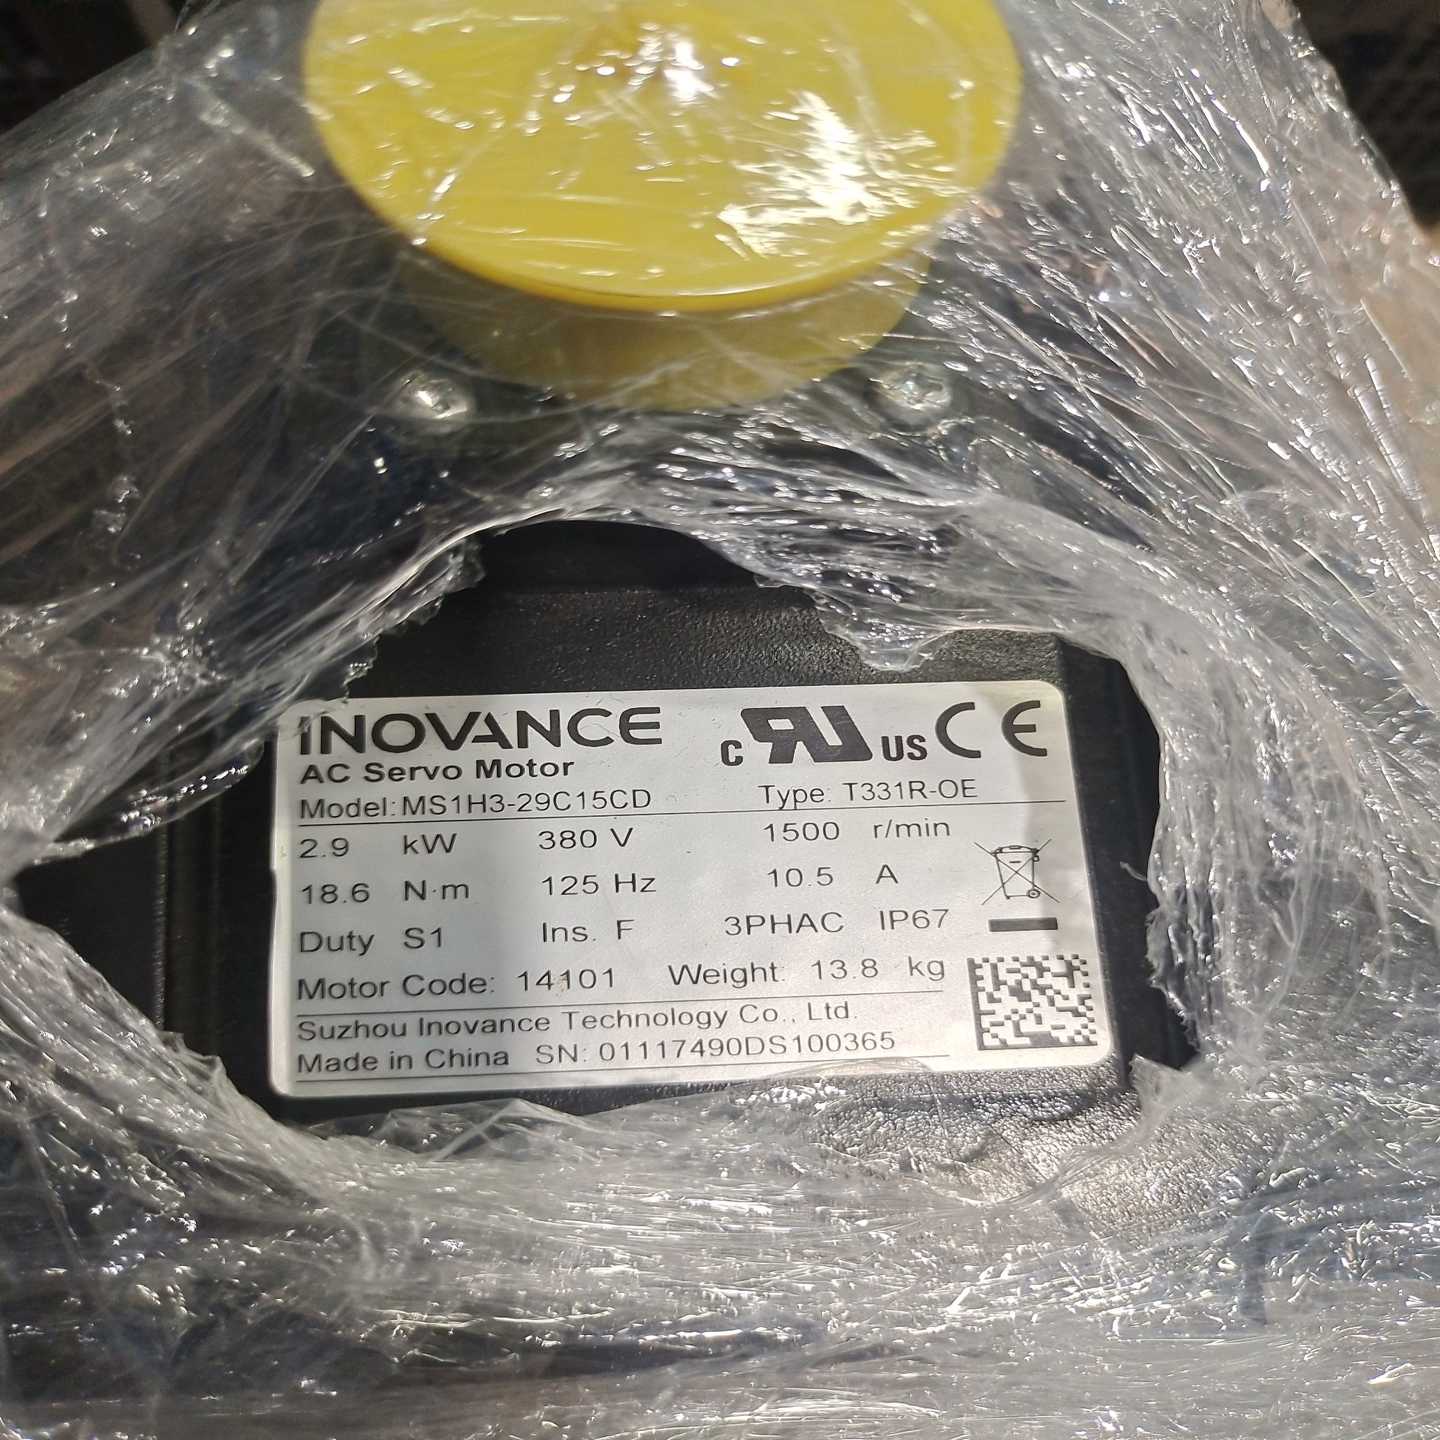 INOVANCE c RU US CE
AC Servo Motor
Model: MS1H3-29C15CD Type: T331R-OE
2.9 kW 380 V 1500 r/min
18.6 N·m 125 Hz 10.5 A
Duty S1 Ins. F 3PHAC IP67
Motor Code: 14101 Weight: 13.8 kg
Suzhou Inovance Technology Co., Ltd.
Made in China SN: 01117490DS100365